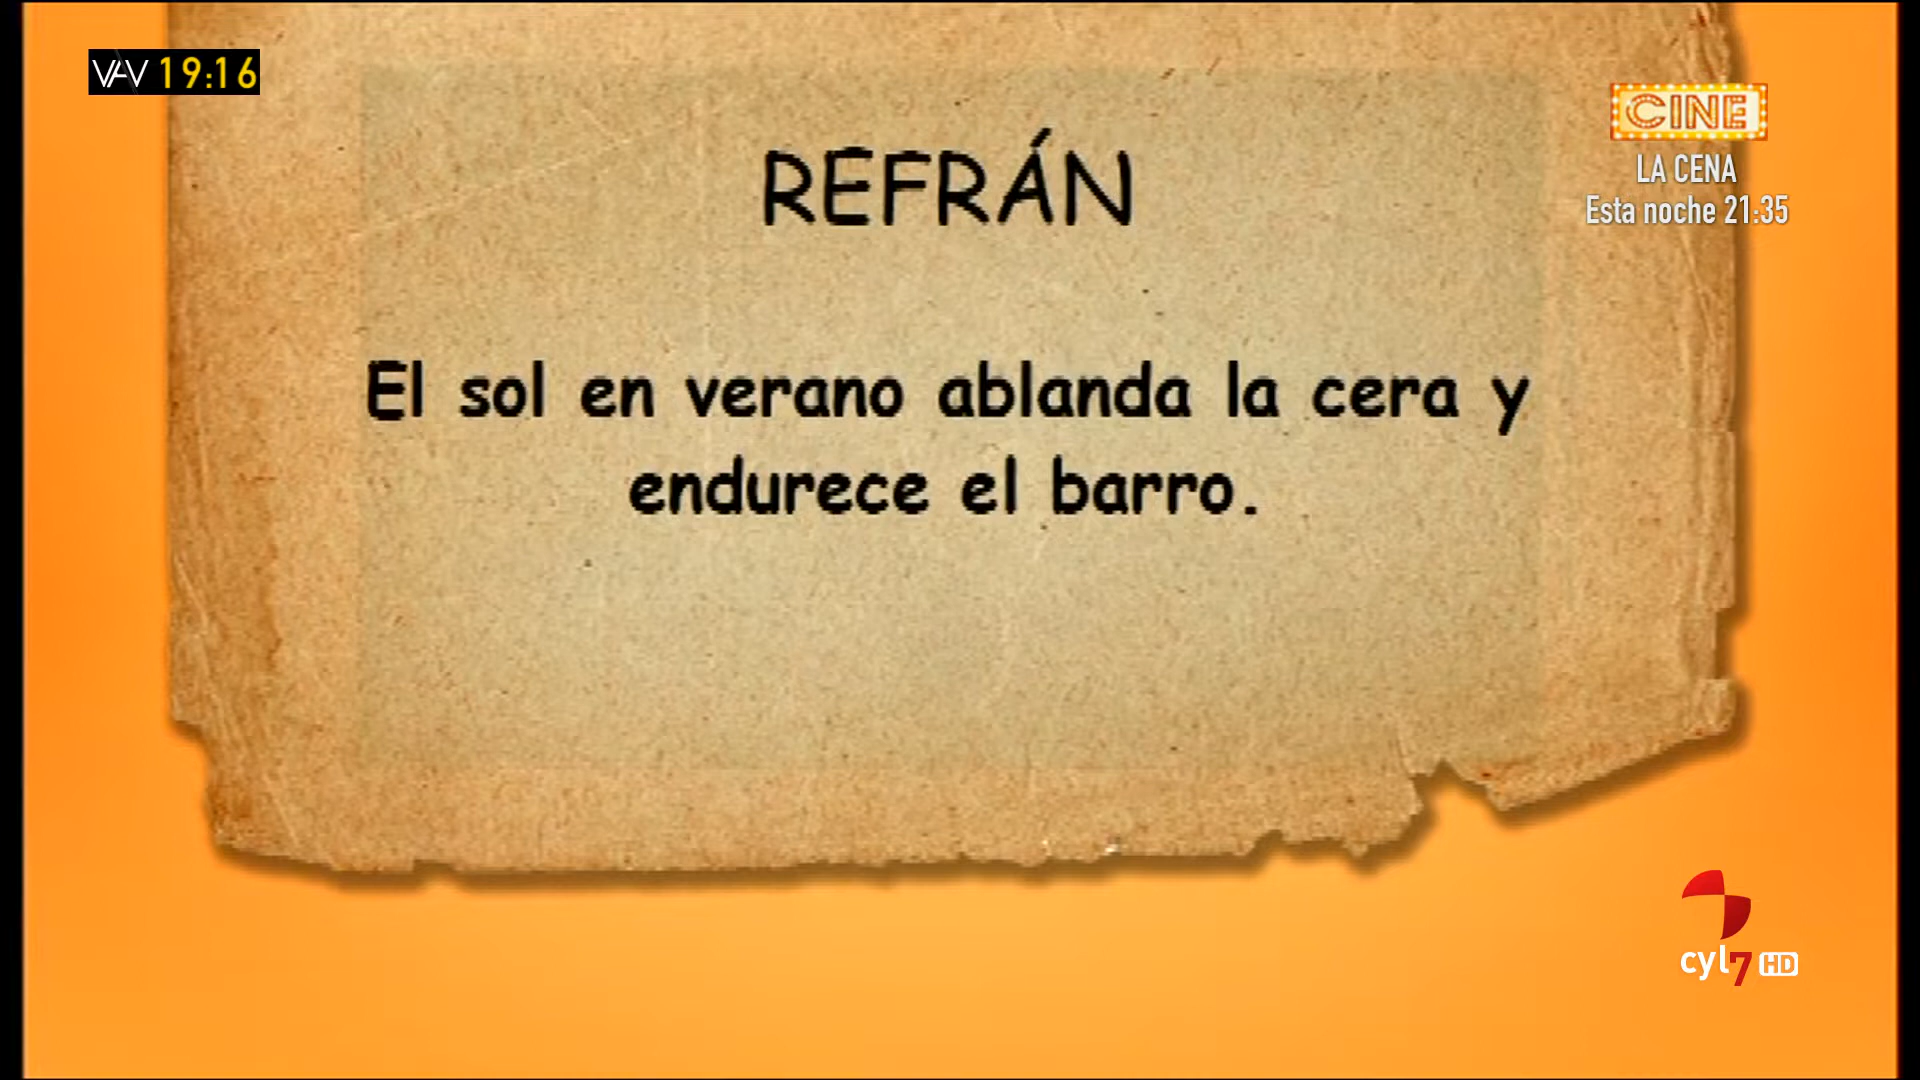 VAV 19:16
CINE
LA CENA
Esta noche 21:35
REFRÁN
El sol en verano ablanda la cera y
endurece el barro.
cyl7 HD